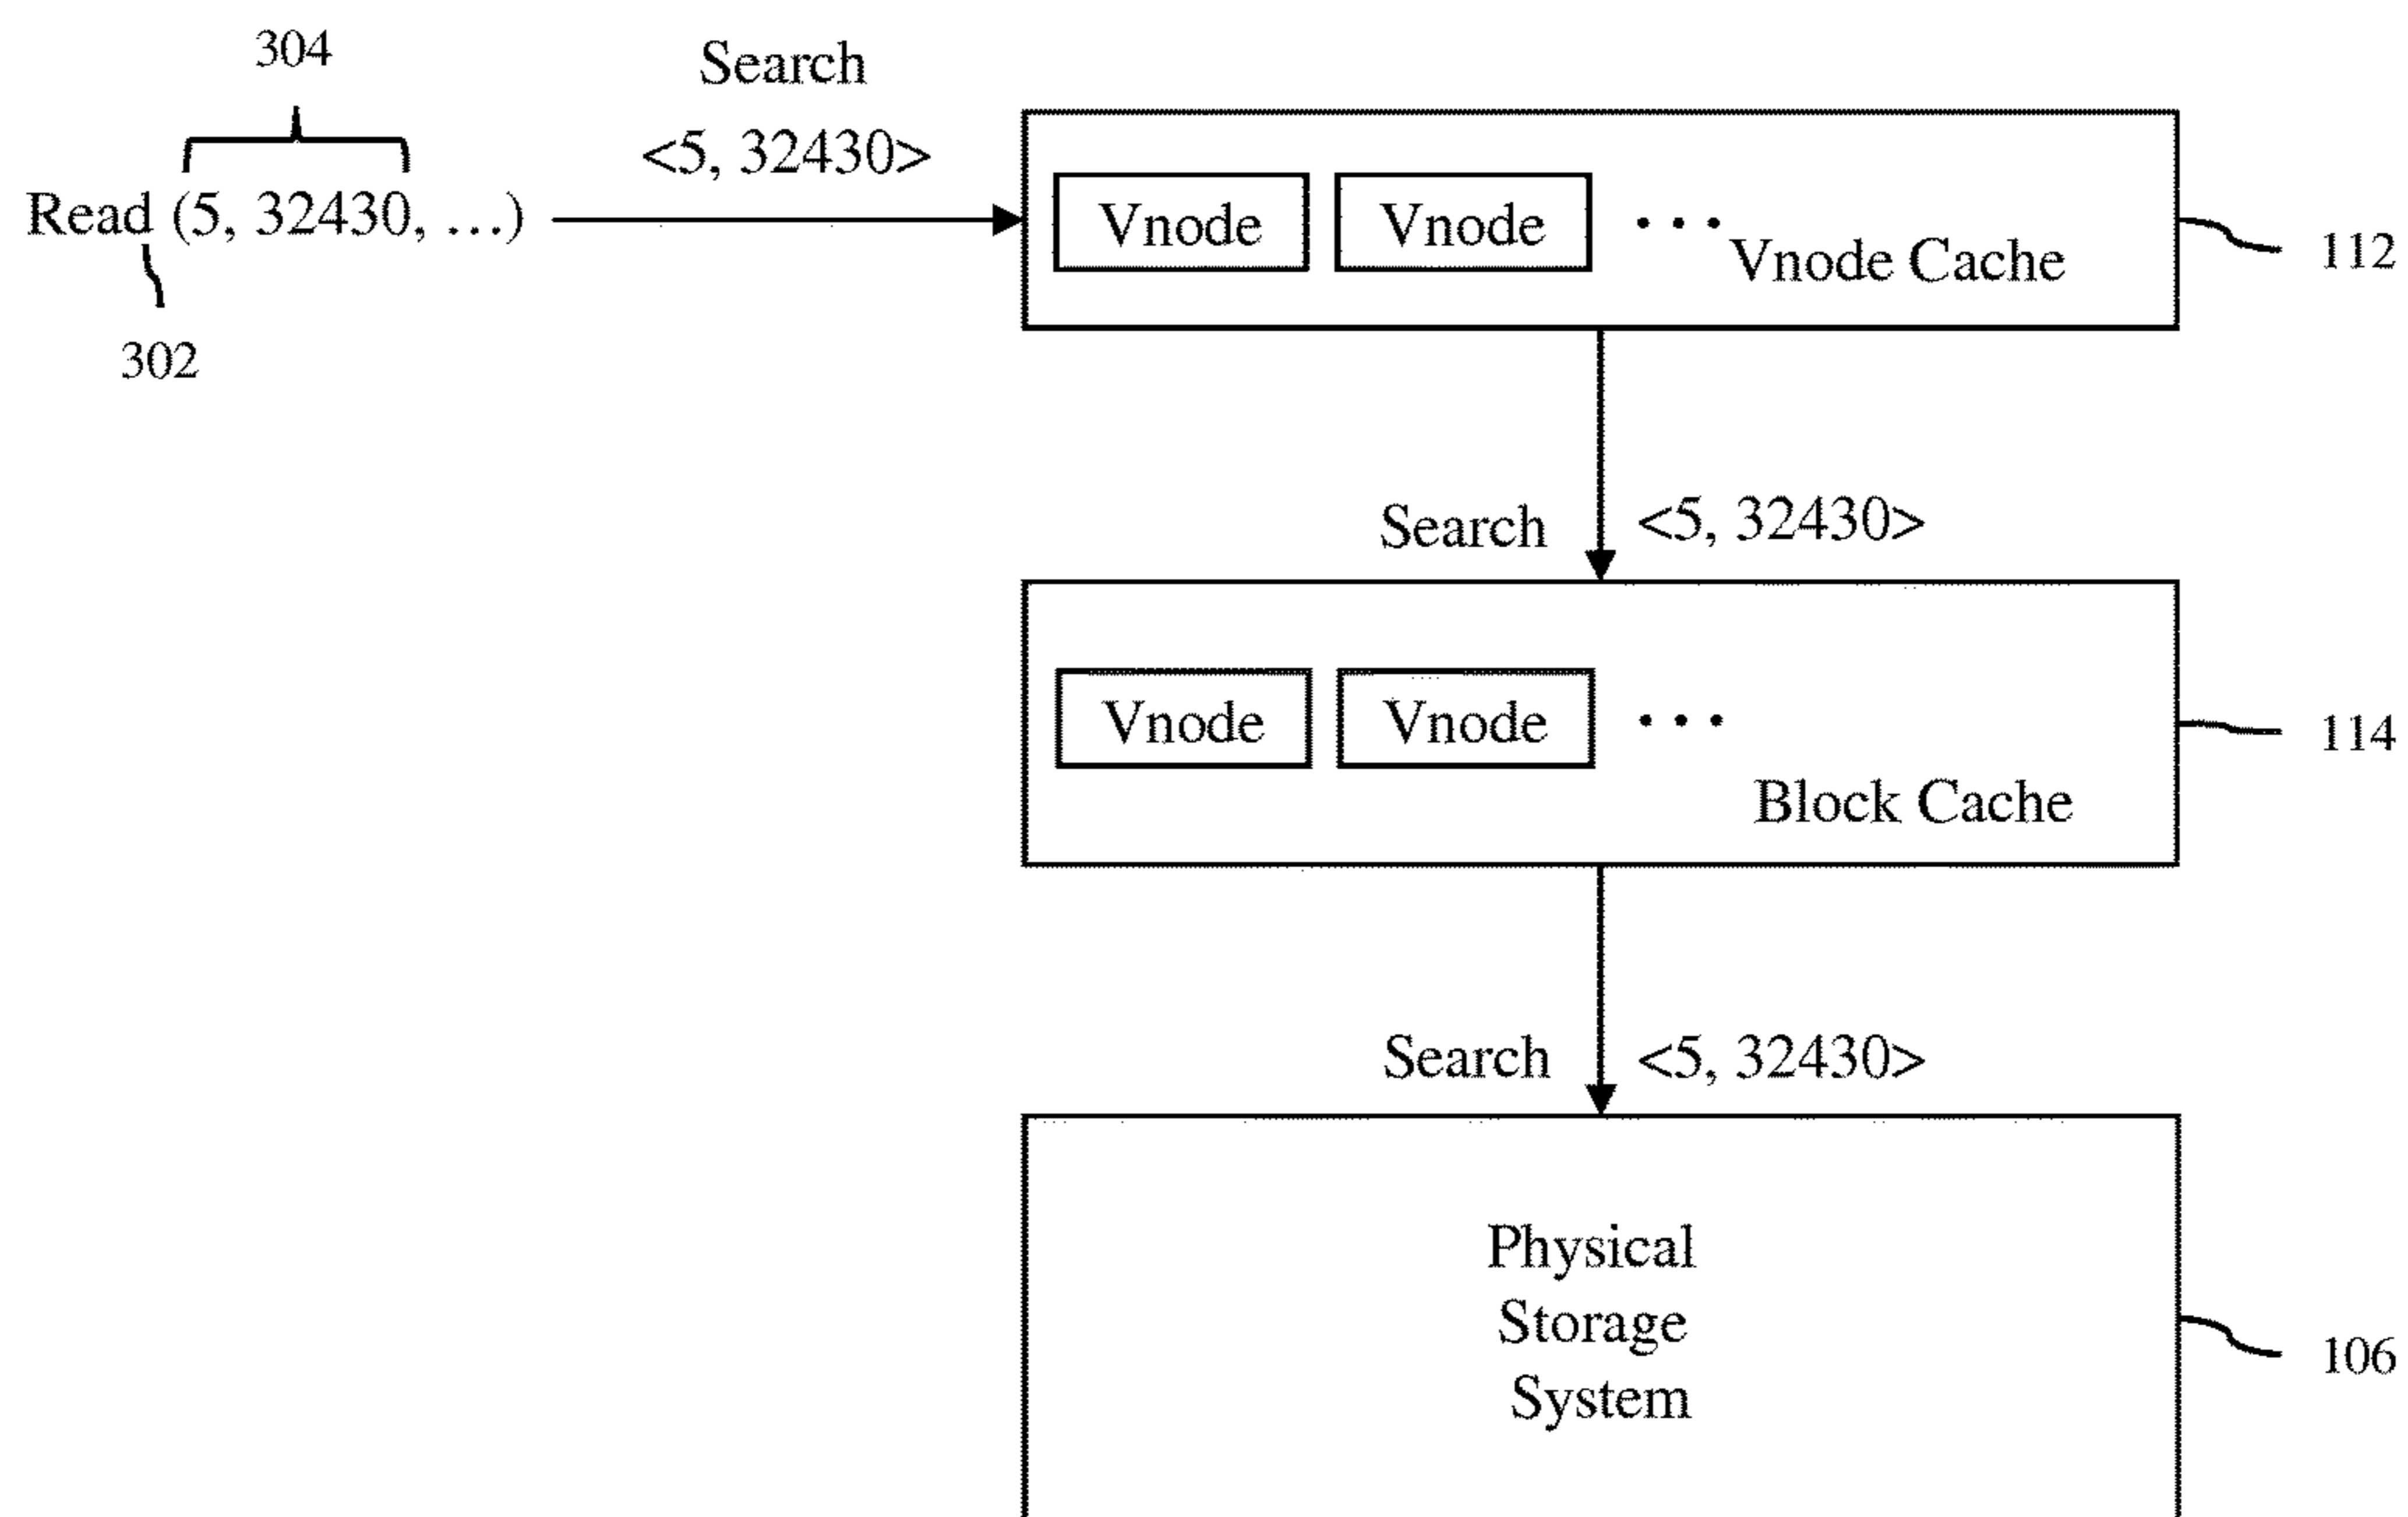 304
Search
<5, 32430>
Read (5, 32430, ...)
302
Vnode Vnode ...
Vnode Cache
112
Search <5, 32430>
Vnode Vnode ...
Block Cache
114
Search <5, 32430>
Physical
Storage
System
106